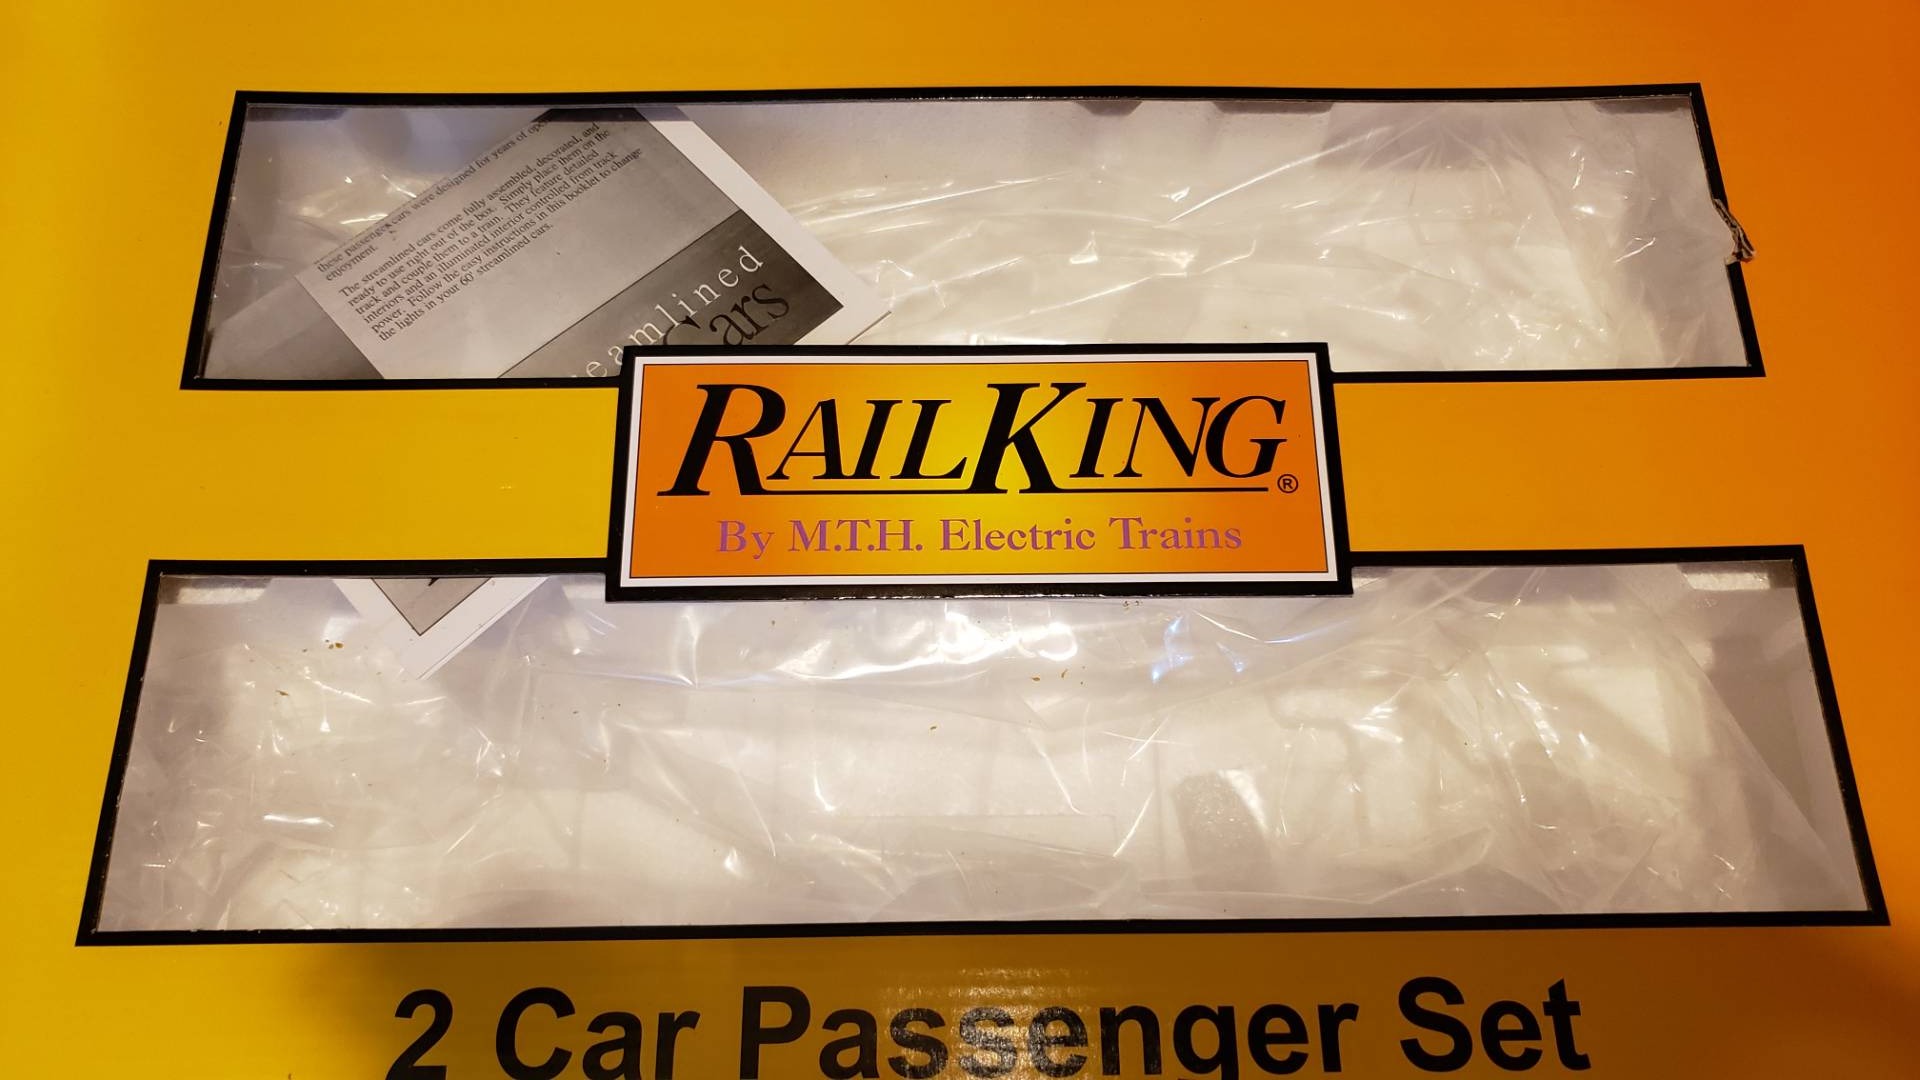 these passenger cars were designed for years of
enjoyment.
The streamlined cars come fully assembled, decorated, and
ready to use right out of the box. Simply place them on the
track and couple them to a train. They feature detailed
interiors and an illuminated interior controlled from track
power. Follow the easy instructions in this booklet to change
the lights in your 60' streamlined cars.
eamlined
Cars
RAILKING®
By M.T.H. Electric Trains
2 Car Passenger Set